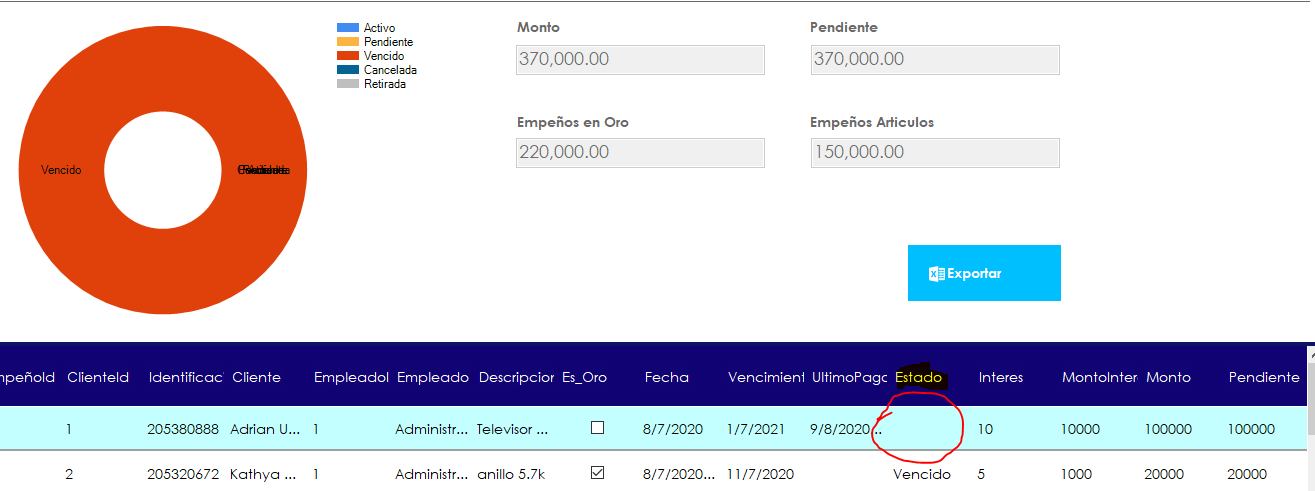 Activo
Pendiente
Vencido
Cancelada
Retirada
Vencido
Monto Pendiente
370,000.00 370,000.00
Empeños en Oro Empeños Articulos
220,000.00 150,000.00
Exportar
mpeñoId ClienteId Identificac Cliente Empleadol Empleado Descripcior Es_Oro Fecha Vencimient UltimoPago Estado Interes MontoInter Monto Pendiente
1 205380888 Adrian U... 1 Administr... Televisor ... 8/7/2020 1/7/2021 9/8/2020... 10 10000 100000 100000
2 205320672 Kathya ... 1 Administr... anillo 5.7k 8/7/2020... 11/7/2020 Vencido 5 1000 20000 20000